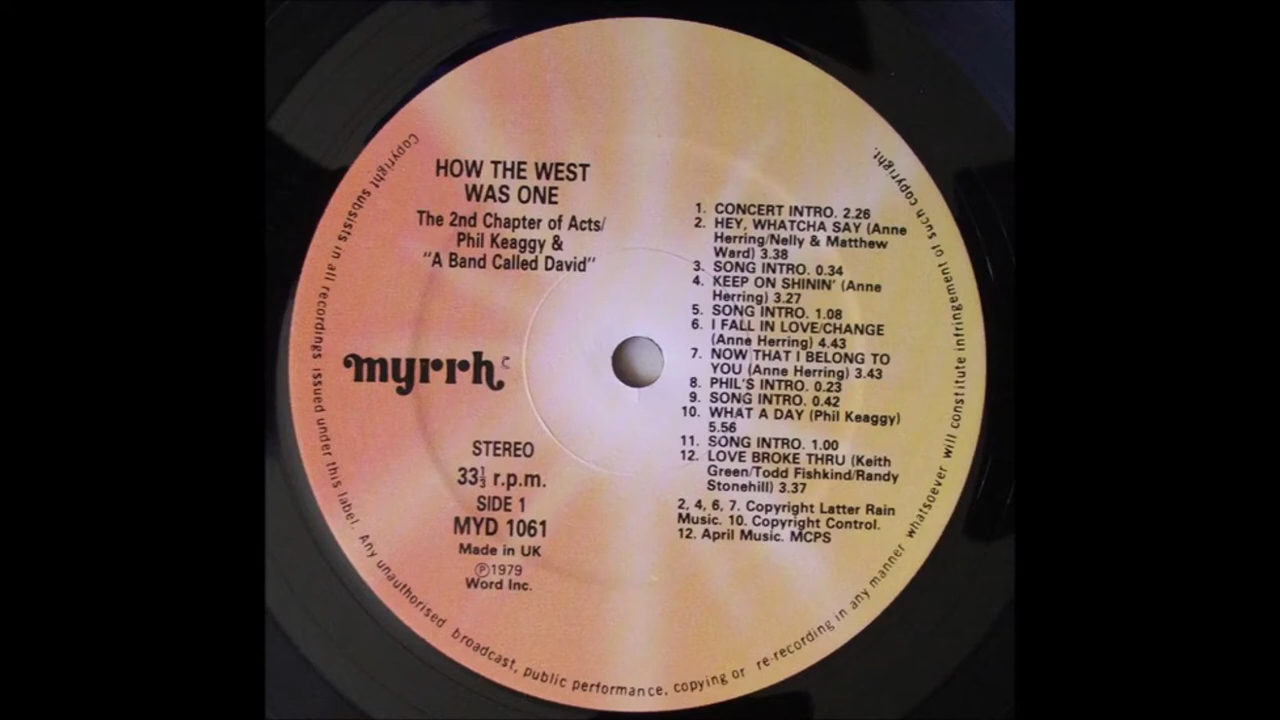 HOW THE WEST
WAS ONE
The 2nd Chapter of Acts/
Phil Keaggy &
"A Band Called David"
myrrh
STEREO
33⅓ r.p.m.
SIDE 1
MYD 1061
Made in UK
℗1979
Word Inc.
1. CONCERT INTRO. 2.26
2. HEY, WHATCHA SAY (Anne
Herring/Nelly & Matthew
Ward) 3.38
3. SONG INTRO. 0.34
4. KEEP ON SHININ' (Anne
Herring) 3.27
5. SONG INTRO. 1.08
6. I FALL IN LOVE/CHANGE
(Anne Herring) 4.43
7. NOW THAT I BELONG TO
YOU (Anne Herring) 3.43
8. PHIL'S INTRO. 0.23
9. SONG INTRO. 0.42
10. WHAT A DAY (Phil Keaggy)
5.56
11. SONG INTRO. 1.00
12. LOVE BROKE THRU (Keith
Green/Todd Fishkind/Randy
Stonehill) 3.37
2, 4, 6, 7. Copyright Latter Rain
Music. 10. Copyright Control.
12. April Music. MCPS
Copyright subsists in all recordings issued under this label. Any unauthorised broadcast, public performance, copying or re-recording in any manner whatsoever will constitute infringement of such copyright.